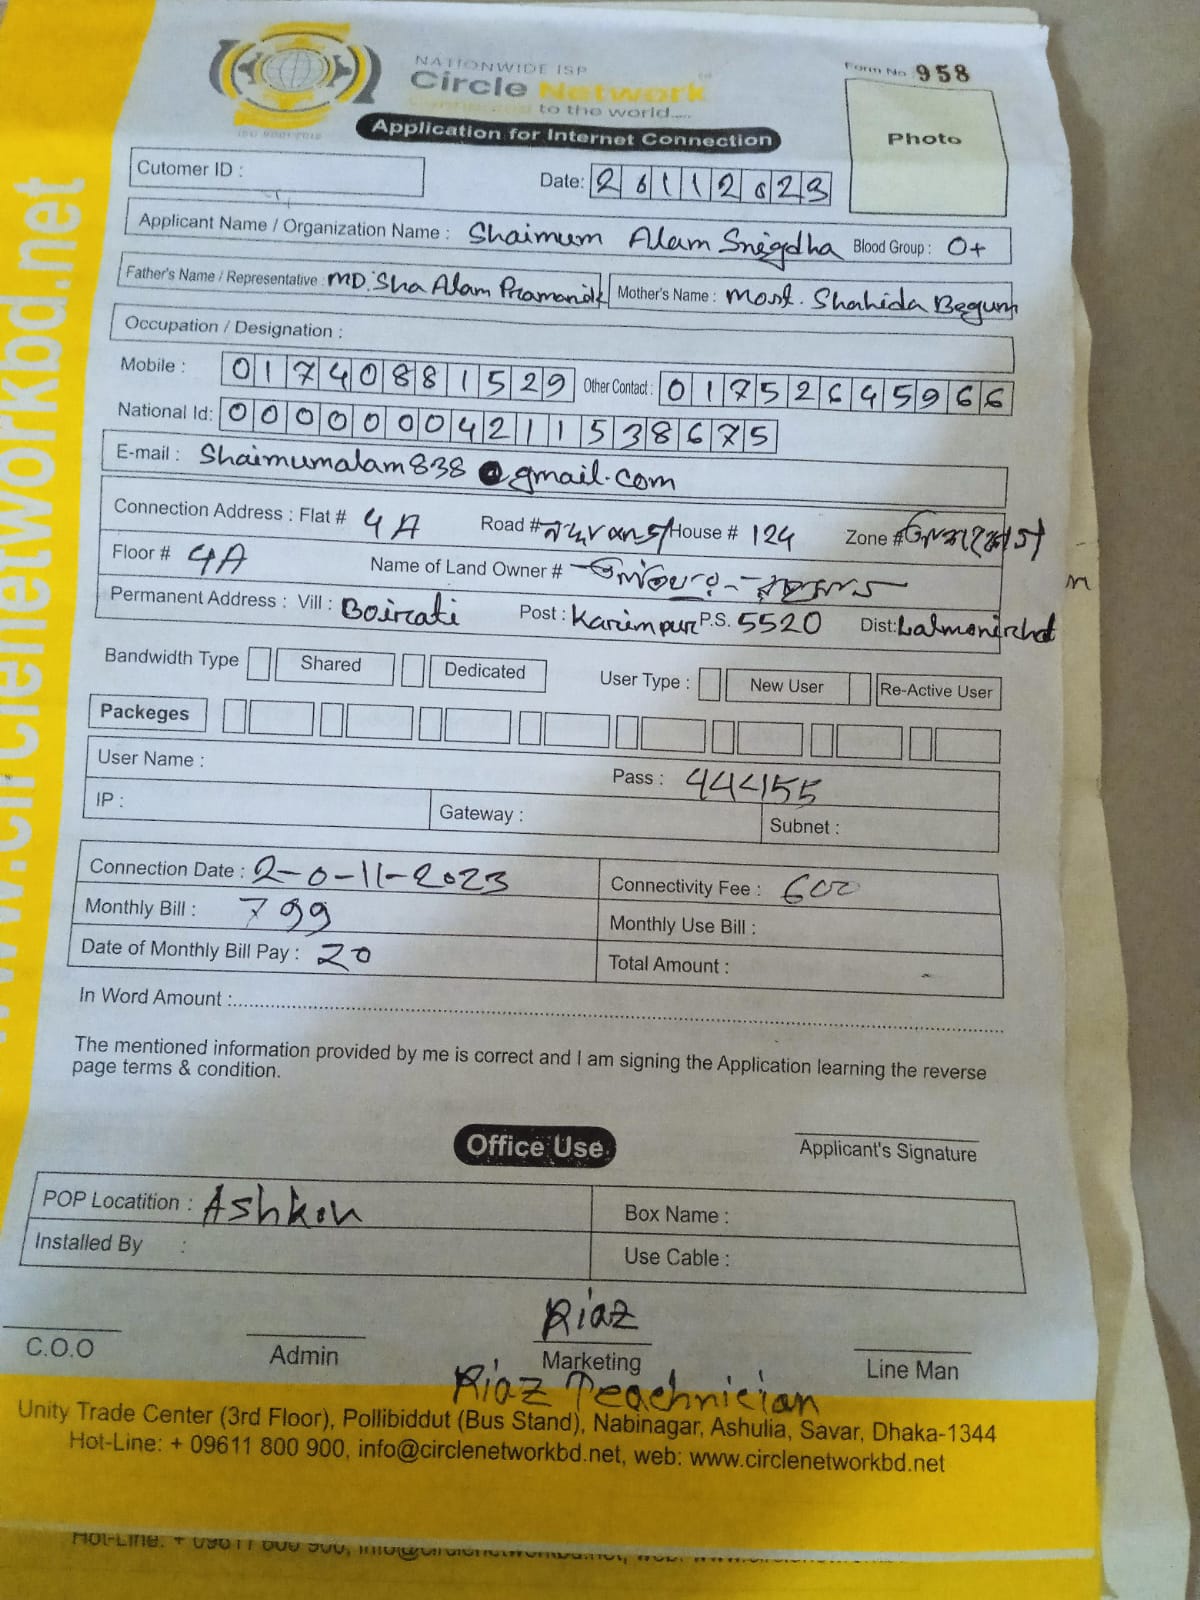 NATIONWIDE ISP
Circle Network
Connected to the world....
ISO 9001:2015
Form No 958
Application for Internet Connection
Photo
Cutomer ID :
Date: 26112023
Applicant Name / Organization Name : Shaimum Alam Snigdha Blood Group : O+
Father's Name / Representative : MD. Sha Alam Pramanik Mother's Name : Most. Shahida Begum
Occupation / Designation :
Mobile : 01740881529 Other Contact : 01752645966
National Id: 00000004211538675
E-mail : Shaimumalam838@gmail.com
Connection Address : Flat # 4A Road # House # 124 Zone #
Floor # 4A Name of Land Owner #
Permanent Address : Vill : Boirati Post : Karimpur P.S. 5520 Dist: Lalmonirhat
Bandwidth Type Shared Dedicated User Type : New User Re-Active User
Packeges
User Name : Pass : 444155
IP : Gateway : Subnet :
Connection Date : 20-11-2023 Connectivity Fee : 600
Monthly Bill : 799 Monthly Use Bill :
Date of Monthly Bill Pay : 20 Total Amount :
In Word Amount :
The mentioned information provided by me is correct and I am signing the Application learning the reverse
page terms & condition.
Office Use
Applicant's Signature
POP Locatition : Ashkon Box Name :
Installed By : Use Cable :
Riaz
C.O.O Admin Marketing Line Man
Riaz Teachnician
Unity Trade Center (3rd Floor), Pollibiddut (Bus Stand), Nabinagar, Ashulia, Savar, Dhaka-1344
Hot-Line: + 09611 800 900, info@circlenetworkbd.net, web: www.circlenetworkbd.net
www.circlenetworkbd.net